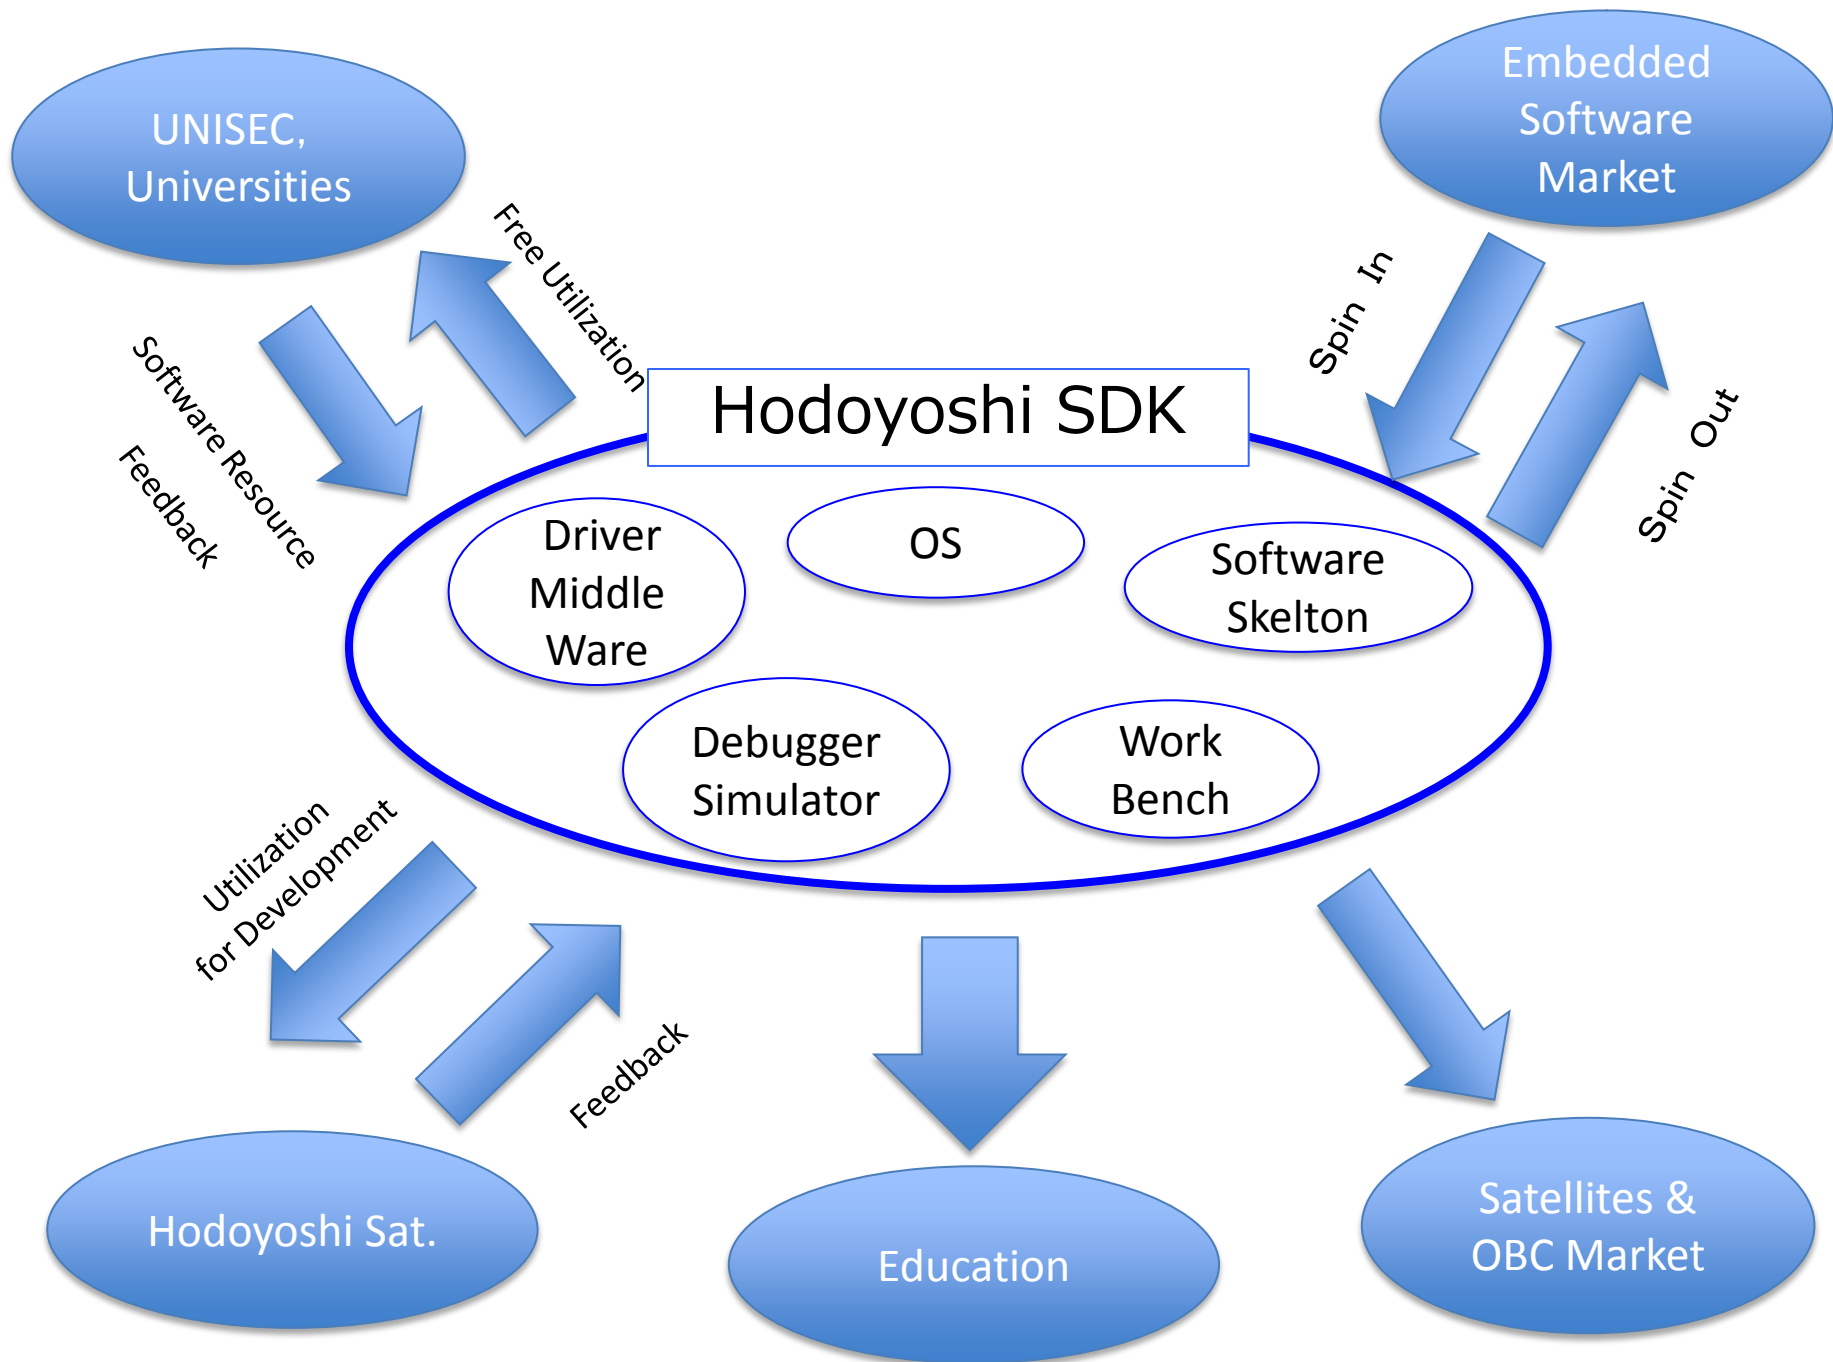 UNISEC,
Universities
Embedded
Software
Market
Free Utilization
Software Resource
Feedback
Spin In
Spin Out
Hodoyoshi SDK
Driver
Middle
Ware
OS
Software
Skelton
Debugger
Simulator
Work
Bench
Utilization
for Development
Feedback
Hodoyoshi Sat.
Education
Satellites &
OBC Market